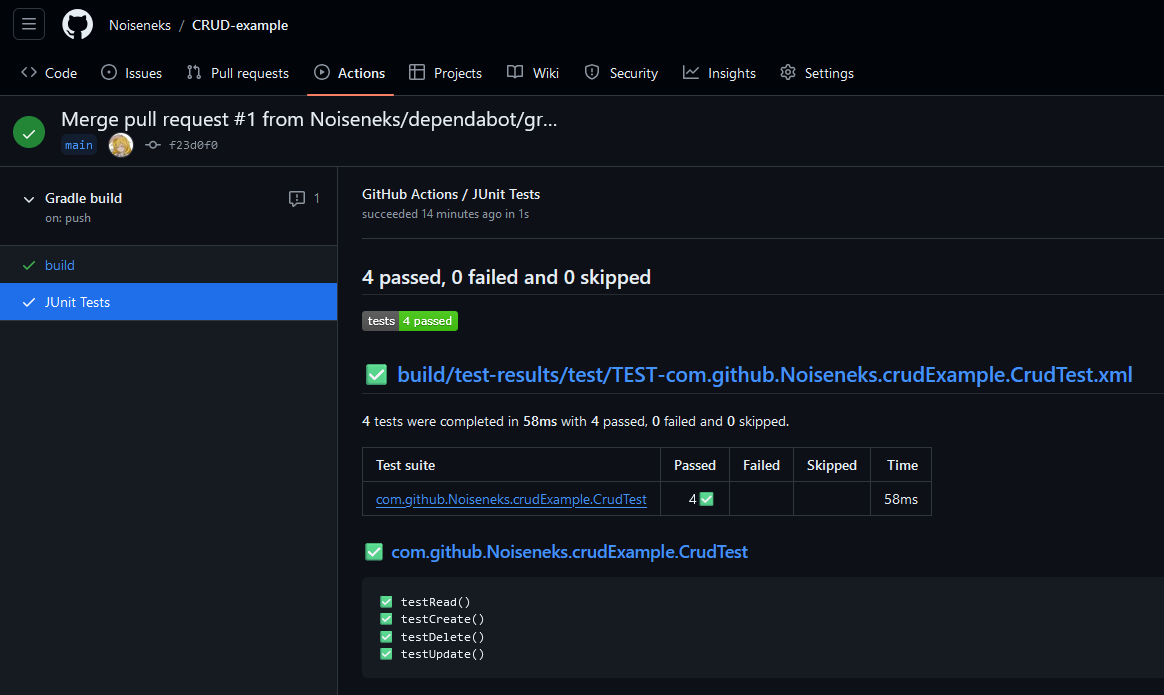 Noiseneks / CRUD-example
Code Issues Pull requests Actions Projects Wiki Security Insights Settings
Merge pull request #1 from Noiseneks/dependabot/gr...
main f23d0f0
Gradle build 1
on: push
build
JUnit Tests
GitHub Actions / JUnit Tests
succeeded 14 minutes ago in 1s
4 passed, 0 failed and 0 skipped
tests 4 passed
build/test-results/test/TEST-com.github.Noiseneks.crudExample.CrudTest.xml
4 tests were completed in 58ms with 4 passed, 0 failed and 0 skipped.
Test suite Passed Failed Skipped Time
com.github.Noiseneks.crudExample.CrudTest 4 58ms
com.github.Noiseneks.crudExample.CrudTest
testRead()
testCreate()
testDelete()
testUpdate()